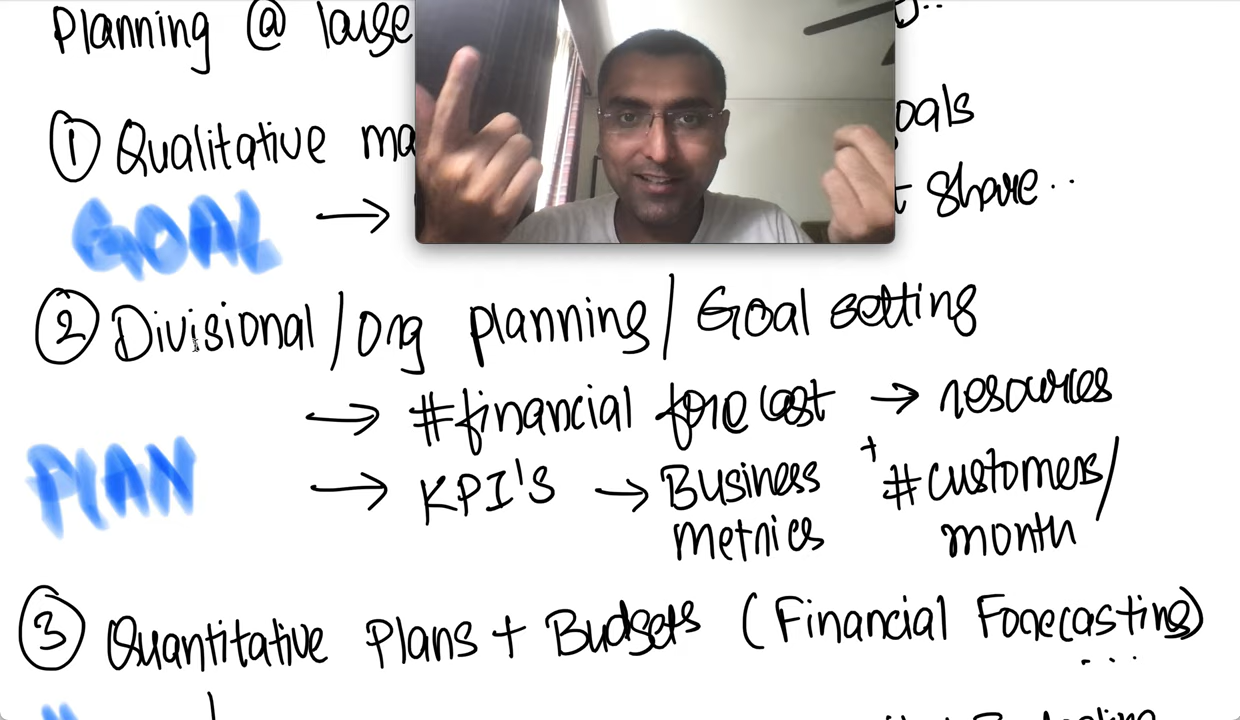 Planning @ large
① Qualitative
GOAL → share..
② Divisional/org planning/Goal setting
→ #financial forecast → resources
PLAN → KPI's → Business + #customers/
metrics month
③ Quantitative Plans + Budgets (Financial Forecasting)
...